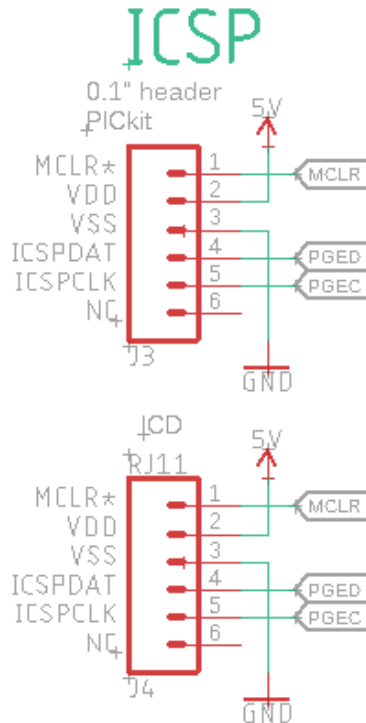 ICSP
0.1" header
PICkit
5V
MCLR* 1 MCLR
VDD 2
VSS 3
ICSPDAT 4 PGED
ICSPCLK 5 PGEC
NC 6
J3
GND
ICD
5V
RJ11
MCLR* 1 MCLR
VDD 2
VSS 3
ICSPDAT 4 PGED
ICSPCLK 5 PGEC
NC 6
J4
GND